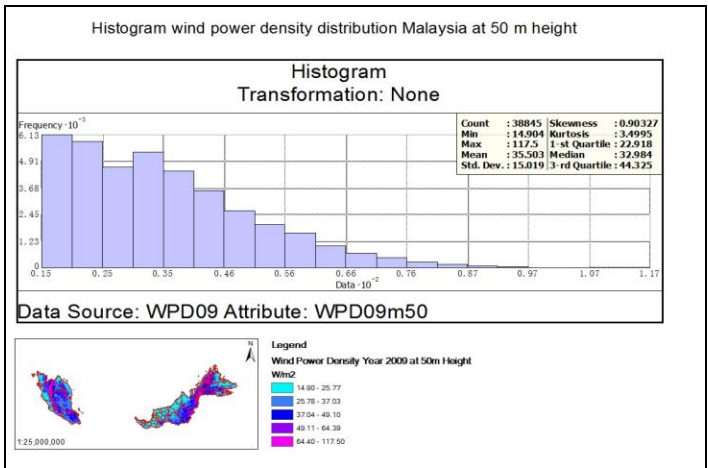 Histogram wind power density distribution Malaysia at 50 m height
Histogram
Transformation: None
Frequency·10⁻³
Count : 38845 Skewness : 0.90327
Min : 14.904 Kurtosis : 3.4995
Max : 117.5 1-st Quartile : 22.918
Mean : 35.503 Median : 32.984
Std. Dev. : 15.019 3-rd Quartile : 44.325
6.13
4.91
3.68
2.45
1.23
0
0.15 0.25 0.35 0.46 0.56 0.66 0.76 0.87 0.97 1.07 1.17
Data·10⁻²
Data Source: WPD09 Attribute: WPD09m50
N
1:25,000,000
Legend
Wind Power Density Year 2009 at 50m Height
W/m2
14.90 - 25.77
25.78 - 37.03
37.04 - 49.10
49.11 - 64.39
64.40 - 117.50